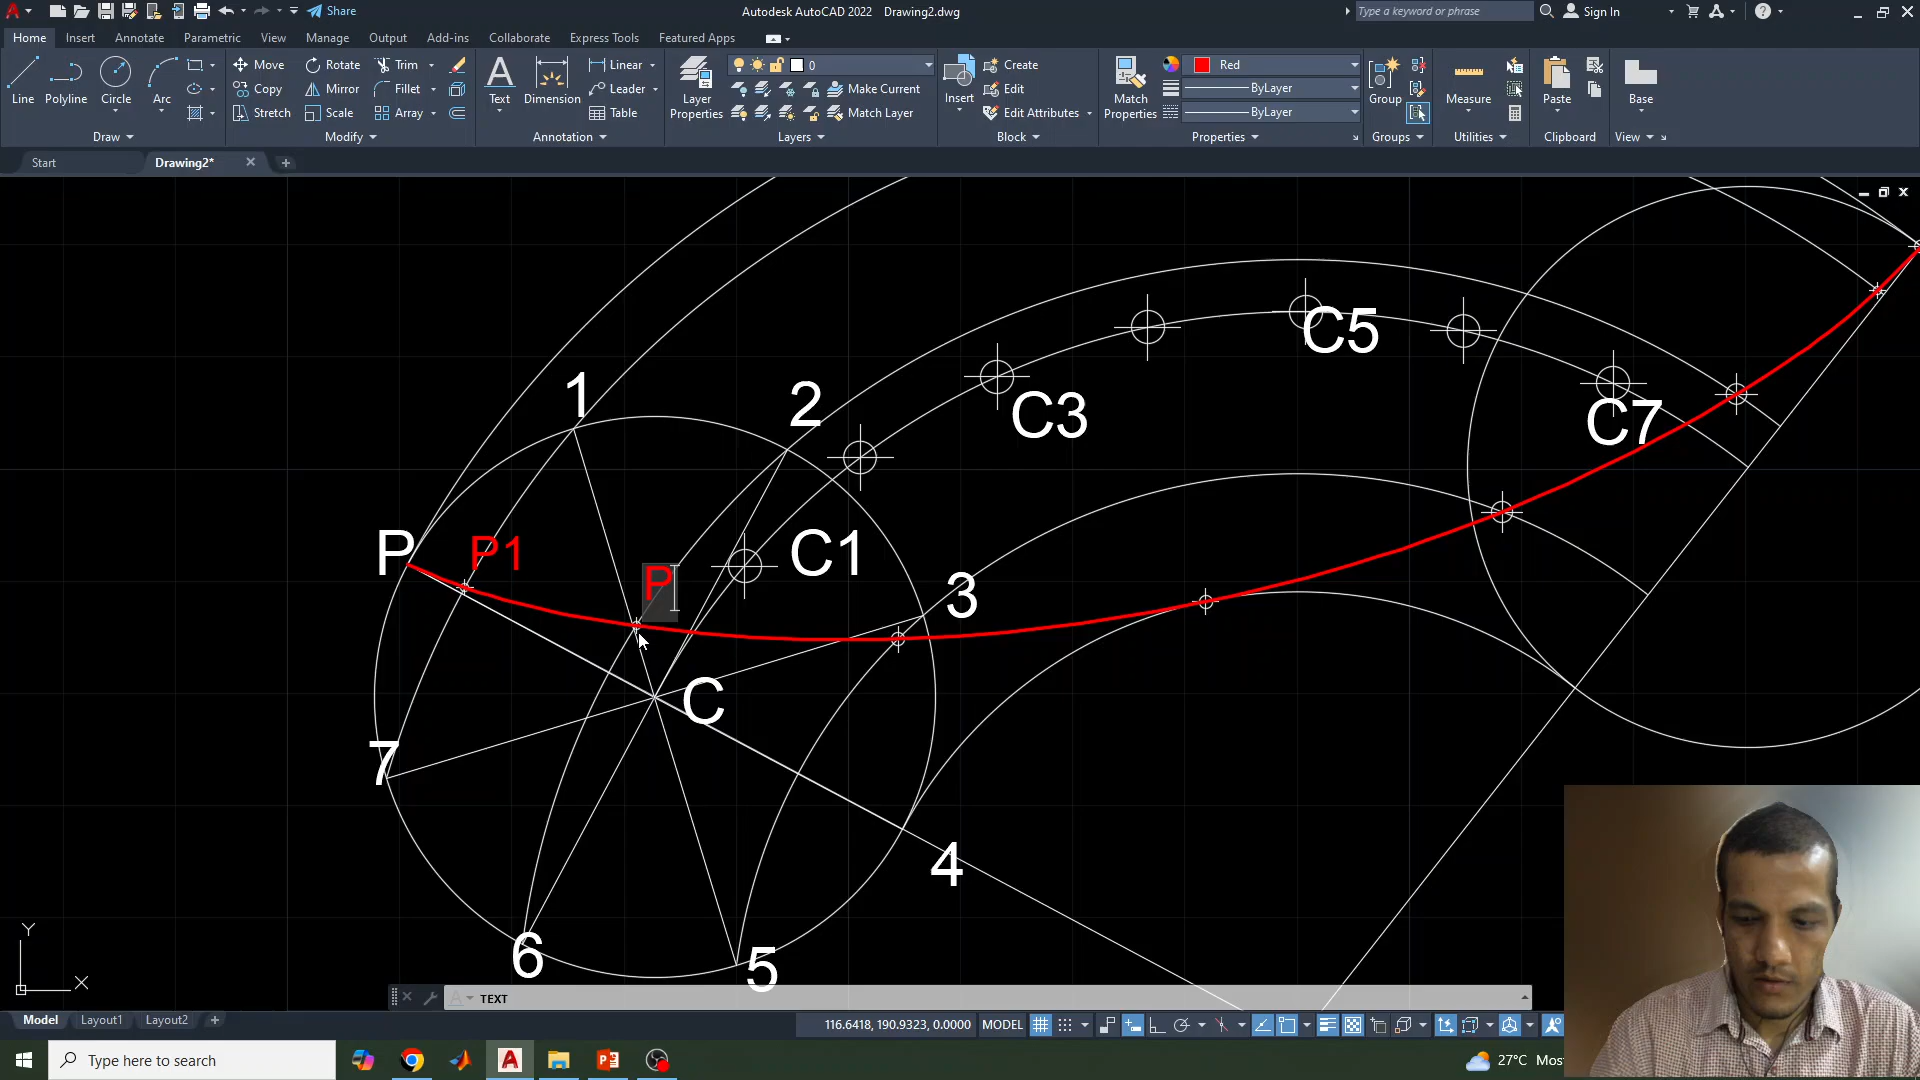 Share
Autodesk AutoCAD 2022 Drawing2.dwg
Type a keyword or phrase
Sign In
Home Insert Annotate Parametric View Manage Output Add-ins Collaborate Express Tools Featured Apps
Line
Polyline
Circle
Arc
Move
Rotate
Trim
Copy
Mirror
Fillet
Stretch
Scale
Array
Text
Dimension
Linear
Leader
Table
Layer
Properties
0
Make Current
Match Layer
Insert
Create
Edit
Edit Attributes
Match
Properties
Red
ByLayer
ByLayer
Group
Measure
Paste
Base
Draw
Modify
Annotation
Layers
Block
Properties
Groups
Utilities
Clipboard
View
Start
Drawing2*
C5
1
2
C3
C7
P
P1
P
C1
3
C
7
4
6
5
Y
X
TEXT
Model
Layout1
Layout2
116.6418, 190.9323, 0.0000
MODEL
Type here to search
27°C